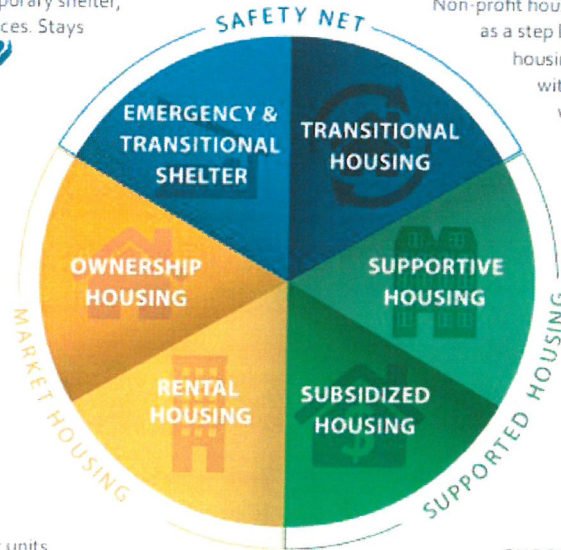 porary shelter,
ces. Stays
Non-profit hou
as a step
housin
wit
SAFETY NET
EMERGENCY &
TRANSITIONAL
SHELTER
TRANSITIONAL
HOUSING
OWNERSHIP
HOUSING
SUPPORTIVE
HOUSING
RENTAL
HOUSING
SUBSIDIZED
HOUSING
$
MARKET HOUSING
SUPPORTED HOUSING
units